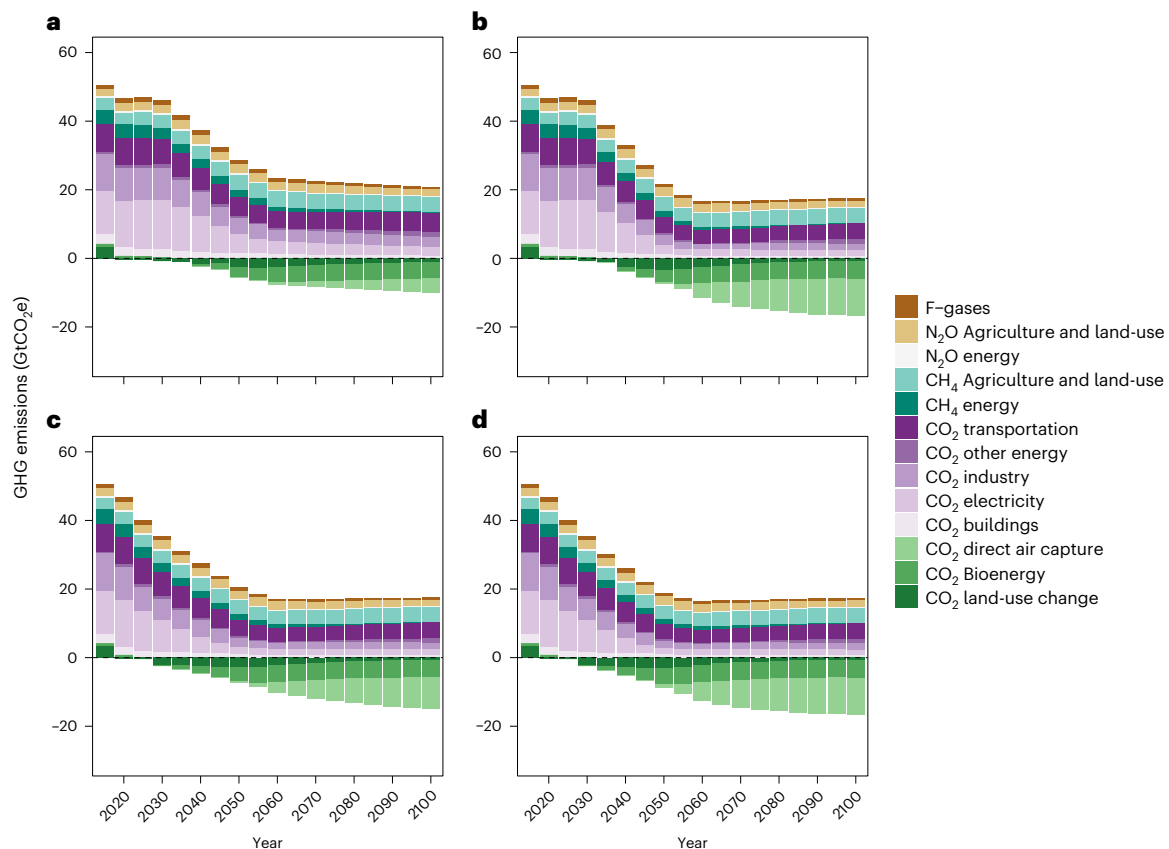 a
b
60
40
20
0
−20
60
40
20
0
−20
c
d
60
40
20
0
−20
60
40
20
0
−20
GHG emissions (GtCO₂e)
2020 2030 2040 2050 2060 2070 2080 2090 2100
2020 2030 2040 2050 2060 2070 2080 2090 2100
Year
Year
F−gases
N₂O Agriculture and land-use
N₂O energy
CH₄ Agriculture and land-use
CH₄ energy
CO₂ transportation
CO₂ other energy
CO₂ industry
CO₂ electricity
CO₂ buildings
CO₂ direct air capture
CO₂ Bioenergy
CO₂ land-use change